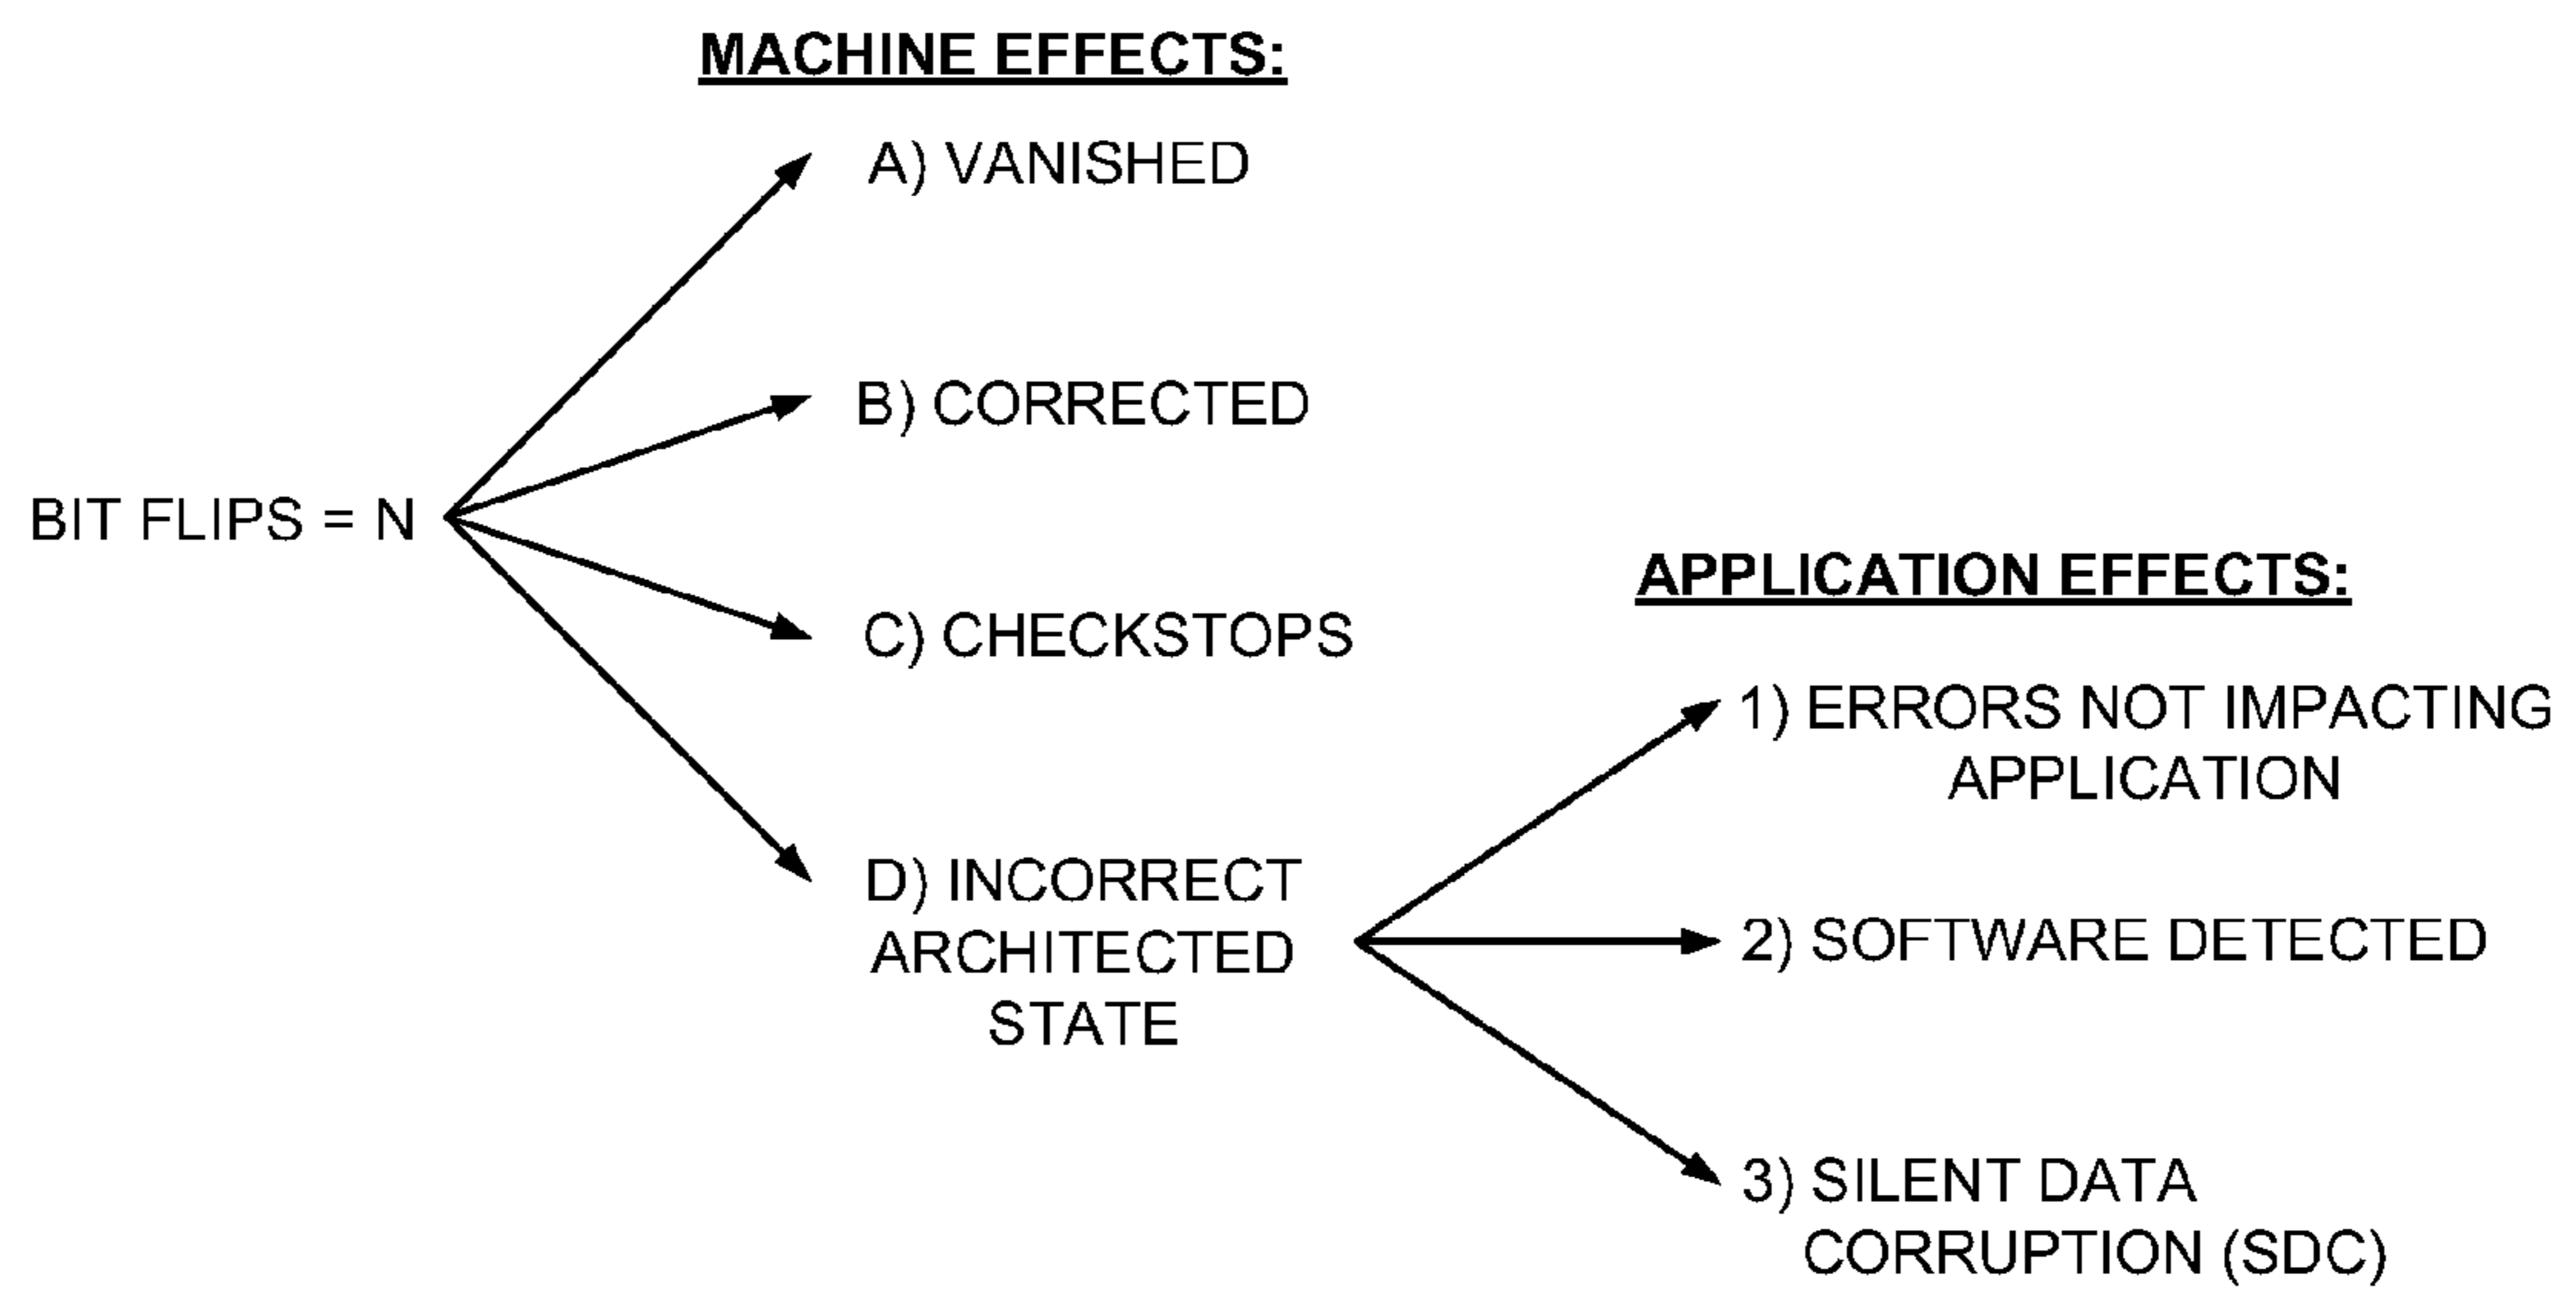 MACHINE EFFECTS:
A) VANISHED
B) CORRECTED
BIT FLIPS = N
C) CHECKSTOPS
D) INCORRECT
ARCHITECTED
STATE
APPLICATION EFFECTS:
1) ERRORS NOT IMPACTING
APPLICATION
2) SOFTWARE DETECTED
3) SILENT DATA
CORRUPTION (SDC)